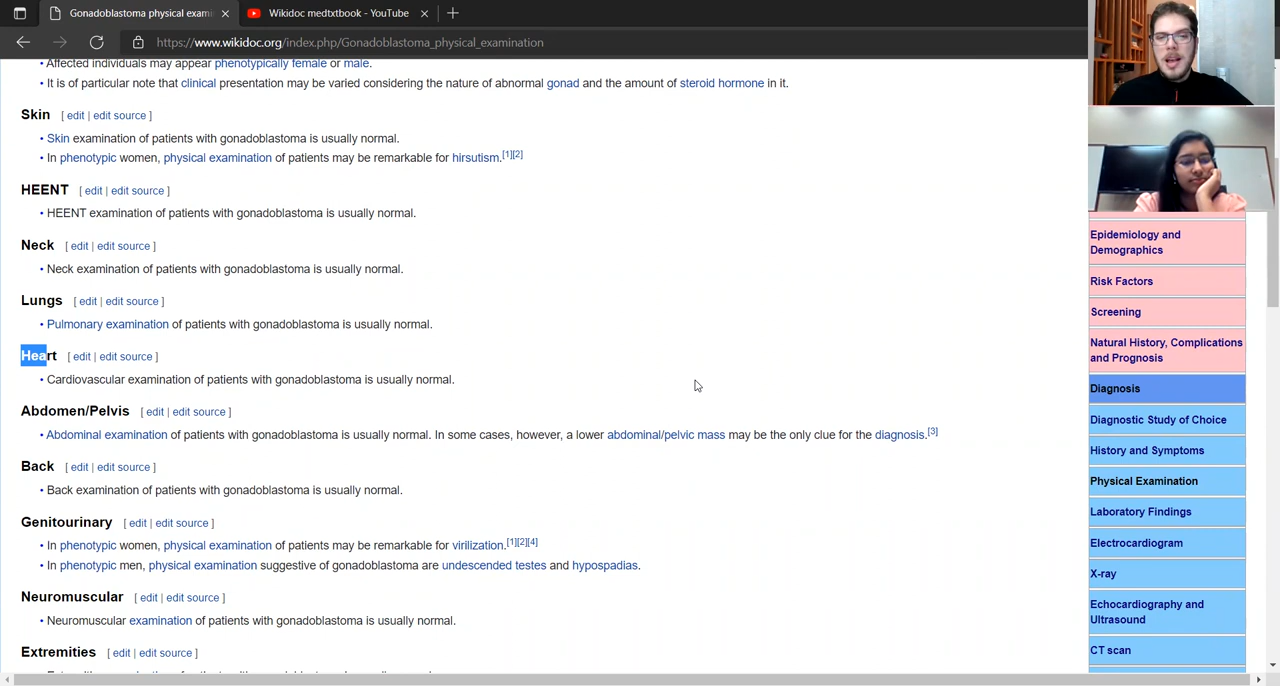 Gonadoblastoma physical exami
Wikidoc medtxtbook - YouTube
https://www.wikidoc.org/index.php/Gonadoblastoma_physical_examination
• Affected individuals may appear phenotypically female or male.
• It is of particular note that clinical presentation may be varied considering the nature of abnormal gonad and the amount of steroid hormone in it.
Skin [ edit | edit source ]
• Skin examination of patients with gonadoblastoma is usually normal.
• In phenotypic women, physical examination of patients may be remarkable for hirsutism.[1][2]
HEENT [ edit | edit source ]
• HEENT examination of patients with gonadoblastoma is usually normal.
Neck [ edit | edit source ]
• Neck examination of patients with gonadoblastoma is usually normal.
Lungs [ edit | edit source ]
• Pulmonary examination of patients with gonadoblastoma is usually normal.
Heart [ edit | edit source ]
• Cardiovascular examination of patients with gonadoblastoma is usually normal.
Abdomen/Pelvis [ edit | edit source ]
• Abdominal examination of patients with gonadoblastoma is usually normal. In some cases, however, a lower abdominal/pelvic mass may be the only clue for the diagnosis.[3]
Back [ edit | edit source ]
• Back examination of patients with gonadoblastoma is usually normal.
Genitourinary [ edit | edit source ]
• In phenotypic women, physical examination of patients may be remarkable for virilization.[1][2][4]
• In phenotypic men, physical examination suggestive of gonadoblastoma are undescended testes and hypospadias.
Neuromuscular [ edit | edit source ]
• Neuromuscular examination of patients with gonadoblastoma is usually normal.
Extremities [ edit | edit source ]
Epidemiology and
Demographics
Risk Factors
Screening
Natural History, Complications
and Prognosis
Diagnosis
Diagnostic Study of Choice
History and Symptoms
Physical Examination
Laboratory Findings
Electrocardiogram
X-ray
Echocardiography and
Ultrasound
CT scan